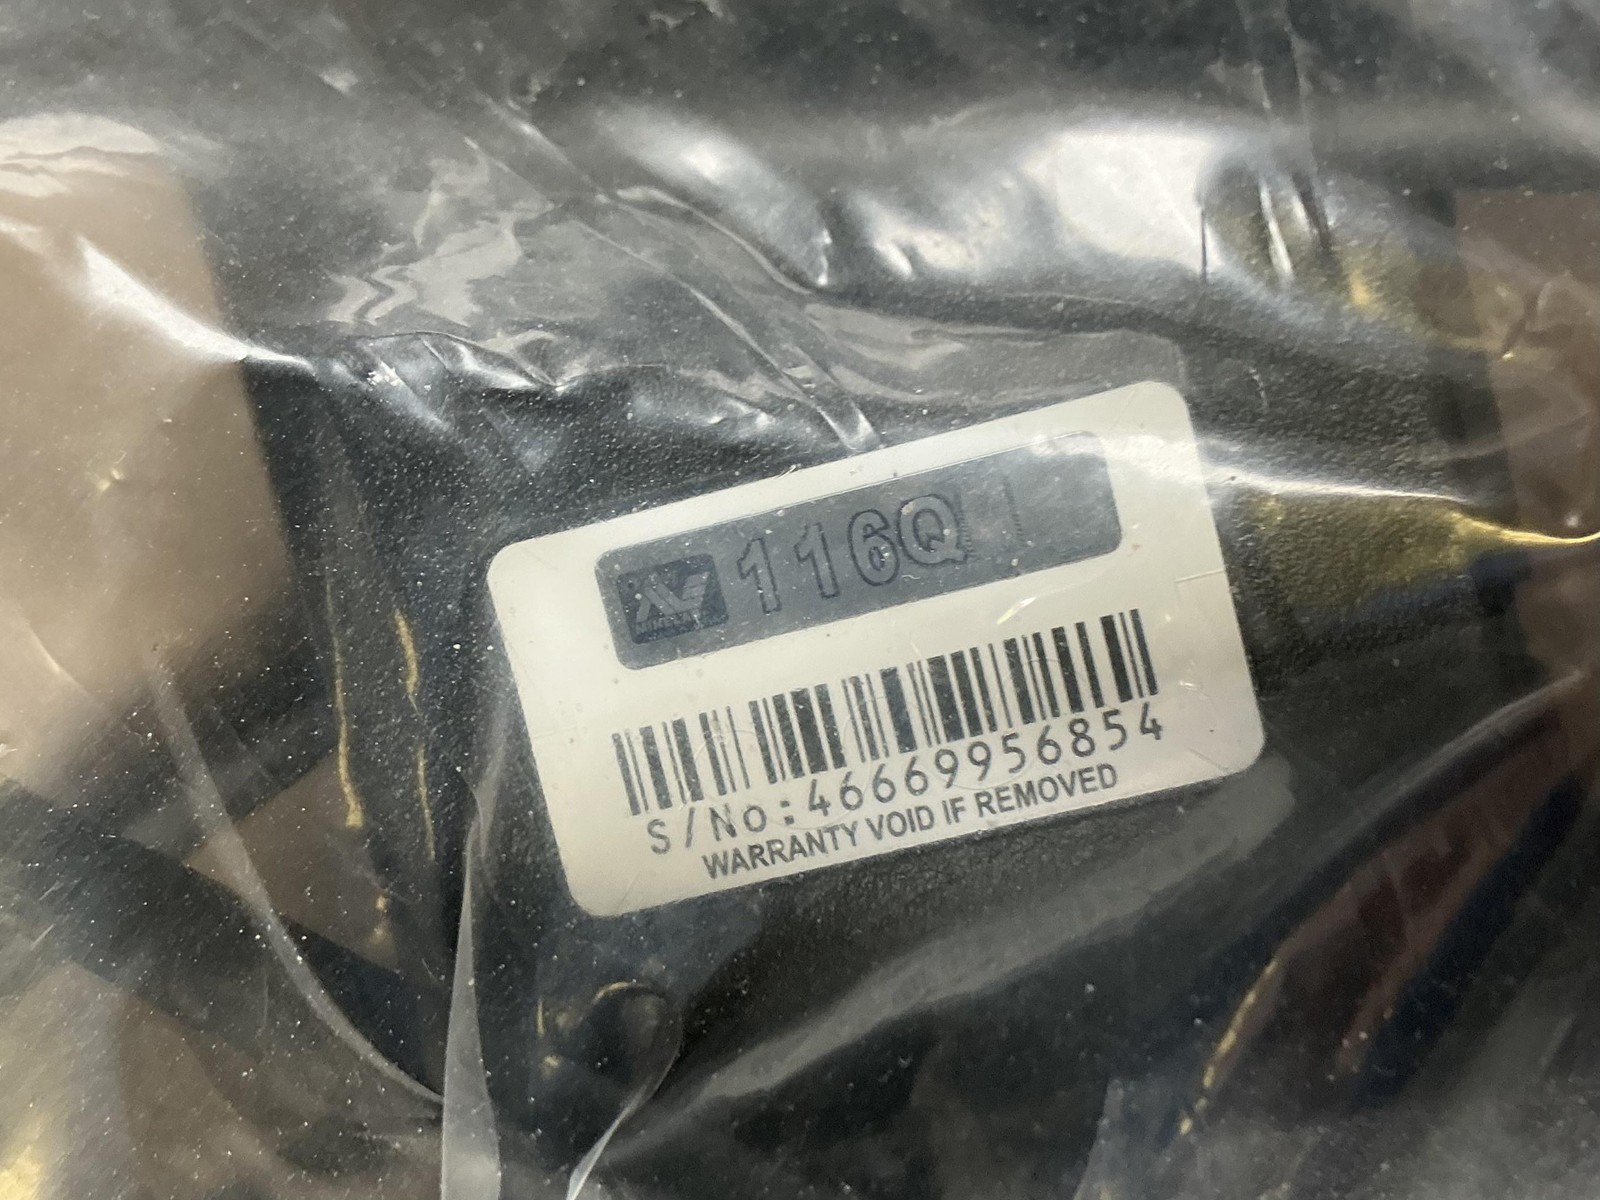 116Q
S/No:46669956854
WARRANTY VOID IF REMOVED